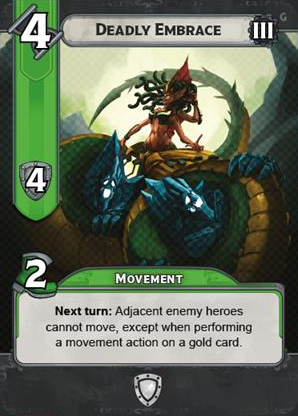 4
DEADLY EMBRACE
III
G
4
2
MOVEMENT
Next turn: Adjacent enemy heroes
cannot move, except when performing
a movement action on a gold card.